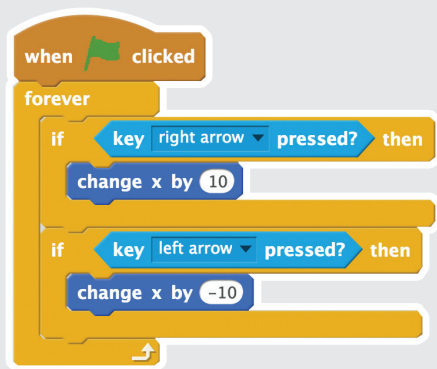 when clicked
forever
if key right arrow pressed? then
change x by 10
if key left arrow pressed? then
change x by -10